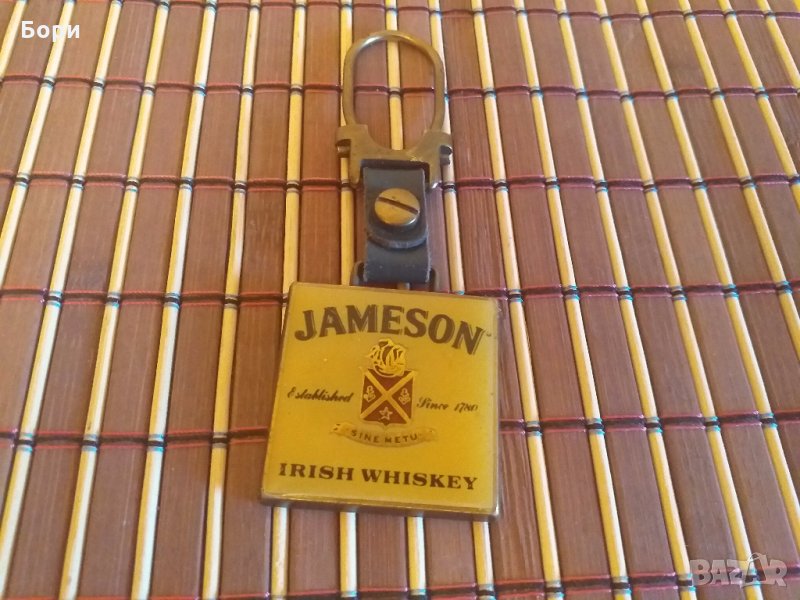 Бори
JAMESON
Established Since 1780
SINE METU
IRISH WHISKEY
BAZAR